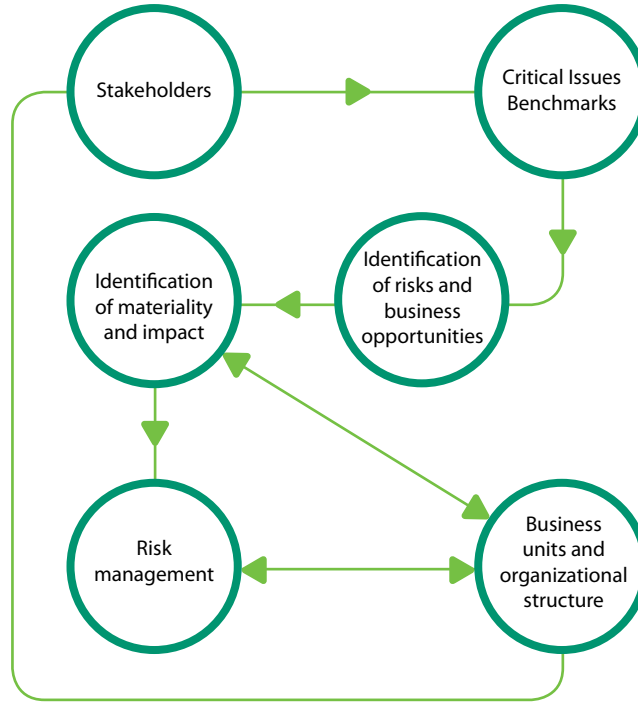 Stakeholders
Critical Issues
Benchmarks
Identification
of materiality
and impact
Identification
of risks and
business
opportunities
Risk
management
Business
units and
organizational
structure